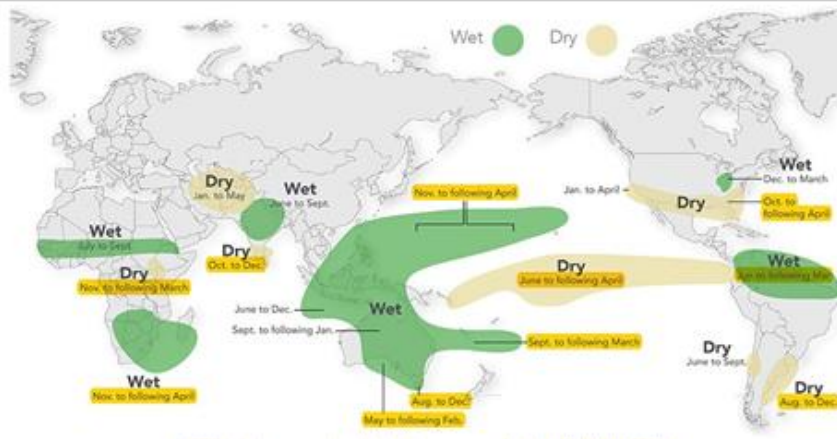 Wet
Dry
Wet
Dec. to March
Dry
Jan. to May
Wet
June to Sept.
Nov. to following April
Jan. to April
Dry
Oct. to
following April
Wet
July to Sept
Dry
Oct. to Dec.
Dry
Nov. to following March
Dry
June to following April
Wet
to following May
June to Dec.
Wet
Sept. to following Jan.
Sept. to following March
Dry
June to Sept.
Wet
Nov. to following April
Aug. to Dec.
May to following Feb.
Dry
Aug. to Dec.